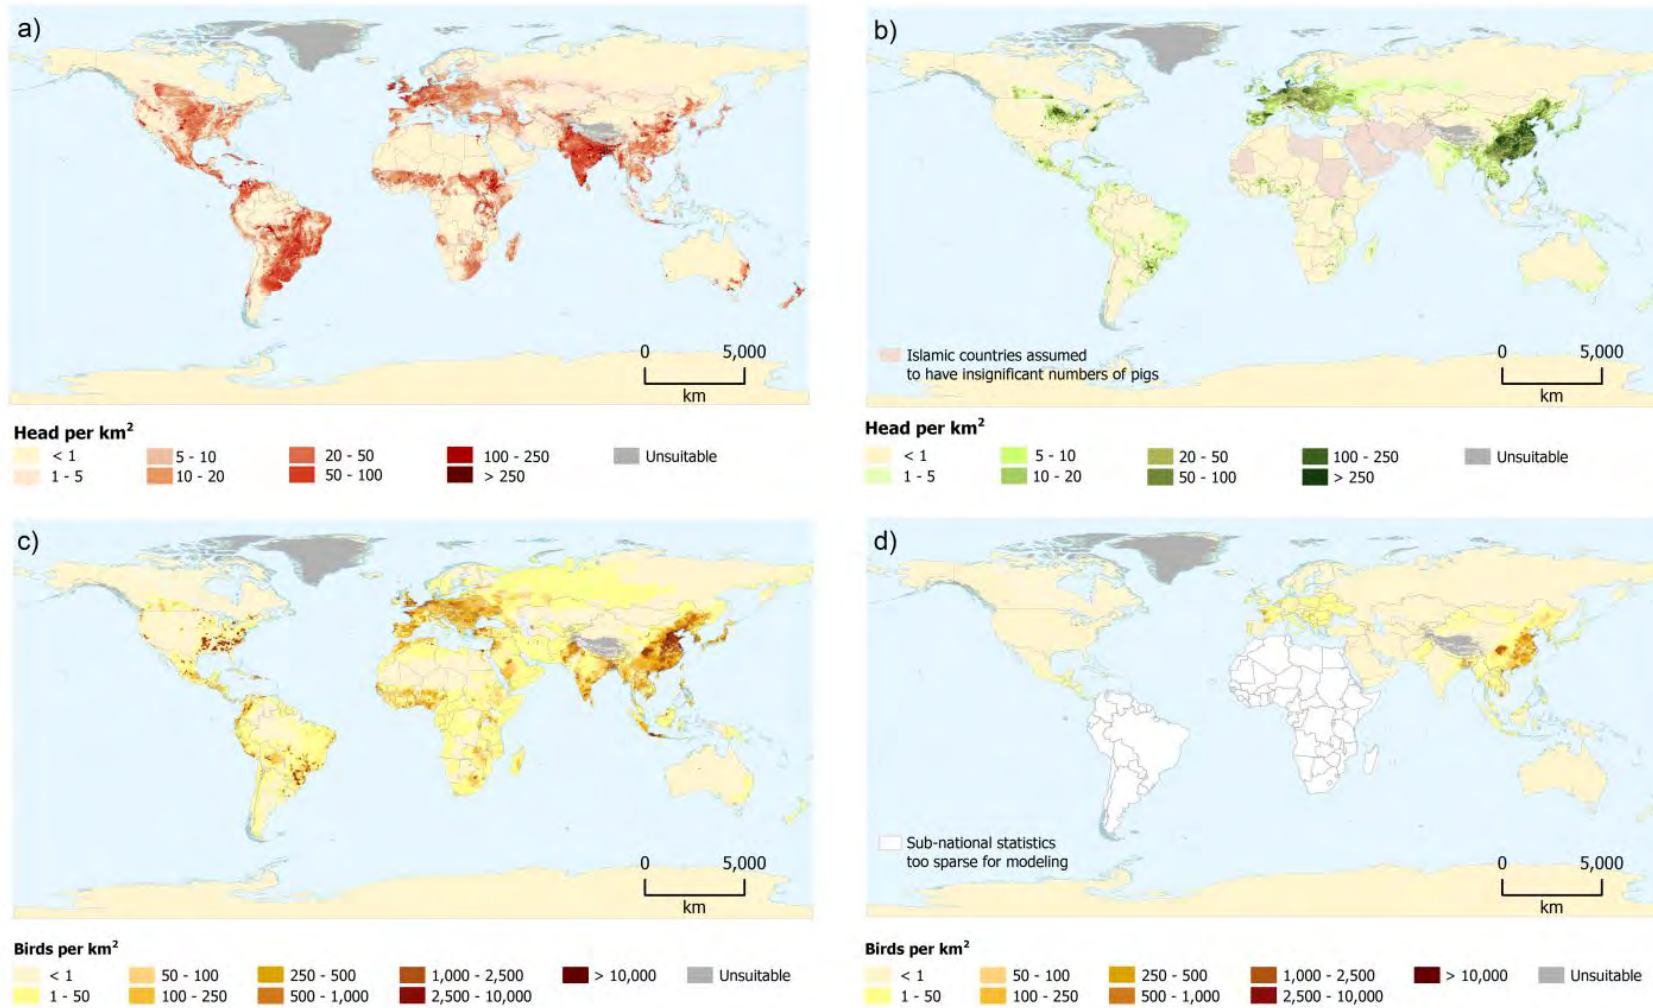 a)
0 5,000
km
Head per km²
< 1 5 - 10 20 - 50 100 - 250 Unsuitable
1 - 5 10 - 20 50 - 100 > 250
b)
Islamic countries assumed
to have insignificant numbers of pigs
0 5,000
km
Head per km²
< 1 5 - 10 20 - 50 100 - 250 Unsuitable
1 - 5 10 - 20 50 - 100 > 250
c)
0 5,000
km
Birds per km²
< 1 50 - 100 250 - 500 1,000 - 2,500 > 10,000 Unsuitable
1 - 50 100 - 250 500 - 1,000 2,500 - 10,000
d)
Sub-national statistics
too sparse for modeling
0 5,000
km
Birds per km²
< 1 50 - 100 250 - 500 1,000 - 2,500 > 10,000 Unsuitable
1 - 50 100 - 250 500 - 1,000 2,500 - 10,000